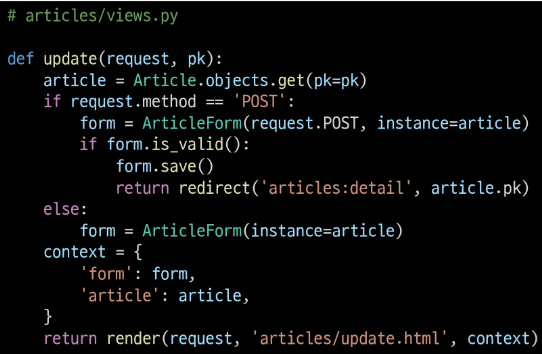 # articles/views.py

def update(request, pk):
    article = Article.objects.get(pk=pk)
    if request.method == 'POST':
        form = ArticleForm(request.POST, instance=article)
        if form.is_valid():
            form.save()
            return redirect('articles:detail', article.pk)
    else:
        form = ArticleForm(instance=article)
    context = {
        'form': form,
        'article': article,
    }
    return render(request, 'articles/update.html', context)